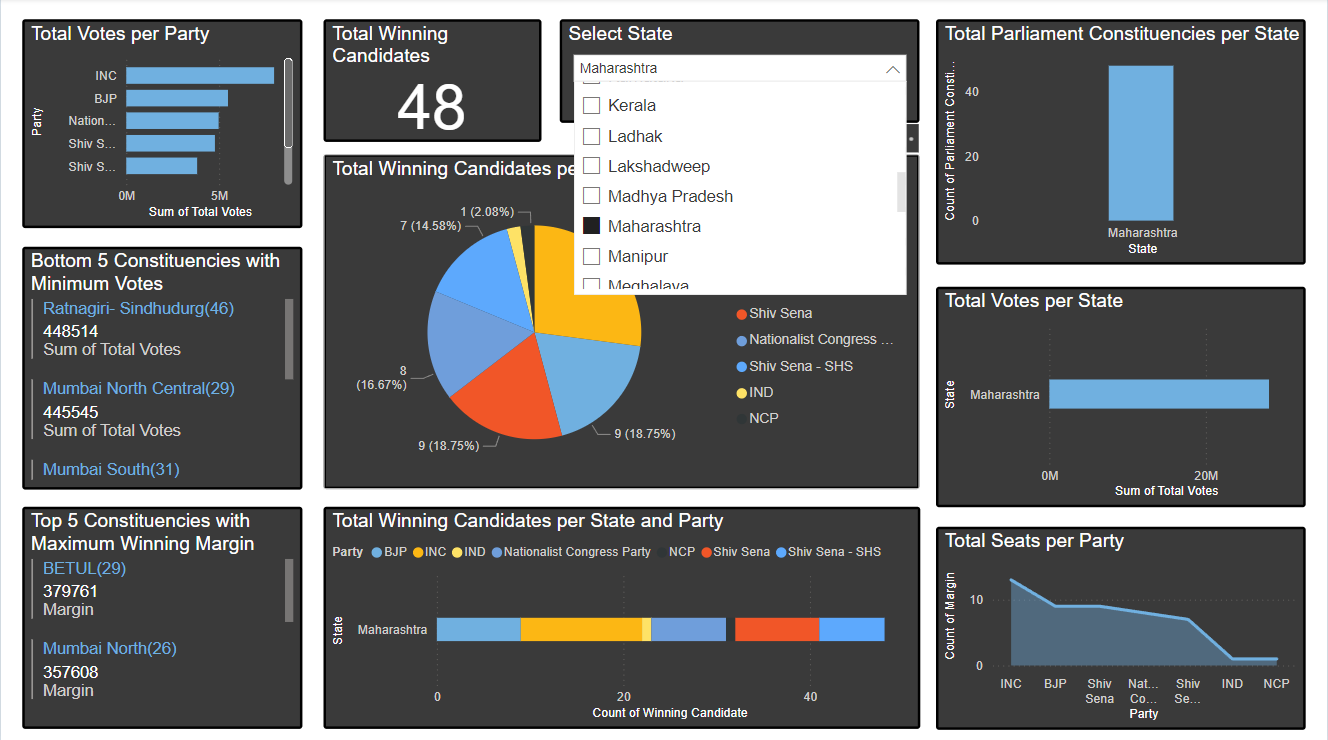 Total Votes per Party
INC
BJP
Nation...
Shiv S...
Shiv S...
Party
0M
5M
Sum of Total Votes
Total Winning
Candidates
48
Select State
Maharashtra
Kerala
Ladhak
Lakshadweep
Madhya Pradesh
Maharashtra
Manipur
Meghalaya
Total Parliament Constituencies per State
Count of Parliament Consti...
40
20
0
Maharashtra
State
Bottom 5 Constituencies with
Minimum Votes
Ratnagiri- Sindhudurg(46)
448514
Sum of Total Votes
Mumbai North Central(29)
445545
Sum of Total Votes
Mumbai South(31)
Total Winning Candidates pe
1 (2.08%)
7 (14.58%)
8
(16.67%)
9 (18.75%)
9 (18.75%)
Shiv Sena
Nationalist Congress ...
Shiv Sena - SHS
IND
NCP
Total Votes per State
State
Maharashtra
0M
20M
Sum of Total Votes
Top 5 Constituencies with
Maximum Winning Margin
BETUL(29)
379761
Margin
Mumbai North(26)
357608
Margin
Total Winning Candidates per State and Party
Party BJP INC IND Nationalist Congress Party NCP Shiv Sena Shiv Sena - SHS
State
Maharashtra
0
20
40
Count of Winning Candidate
Total Seats per Party
Count of Margin
10
0
INC
BJP
Shiv
Sena
Nat...
Co...
Shiv
Se...
IND
NCP
Party